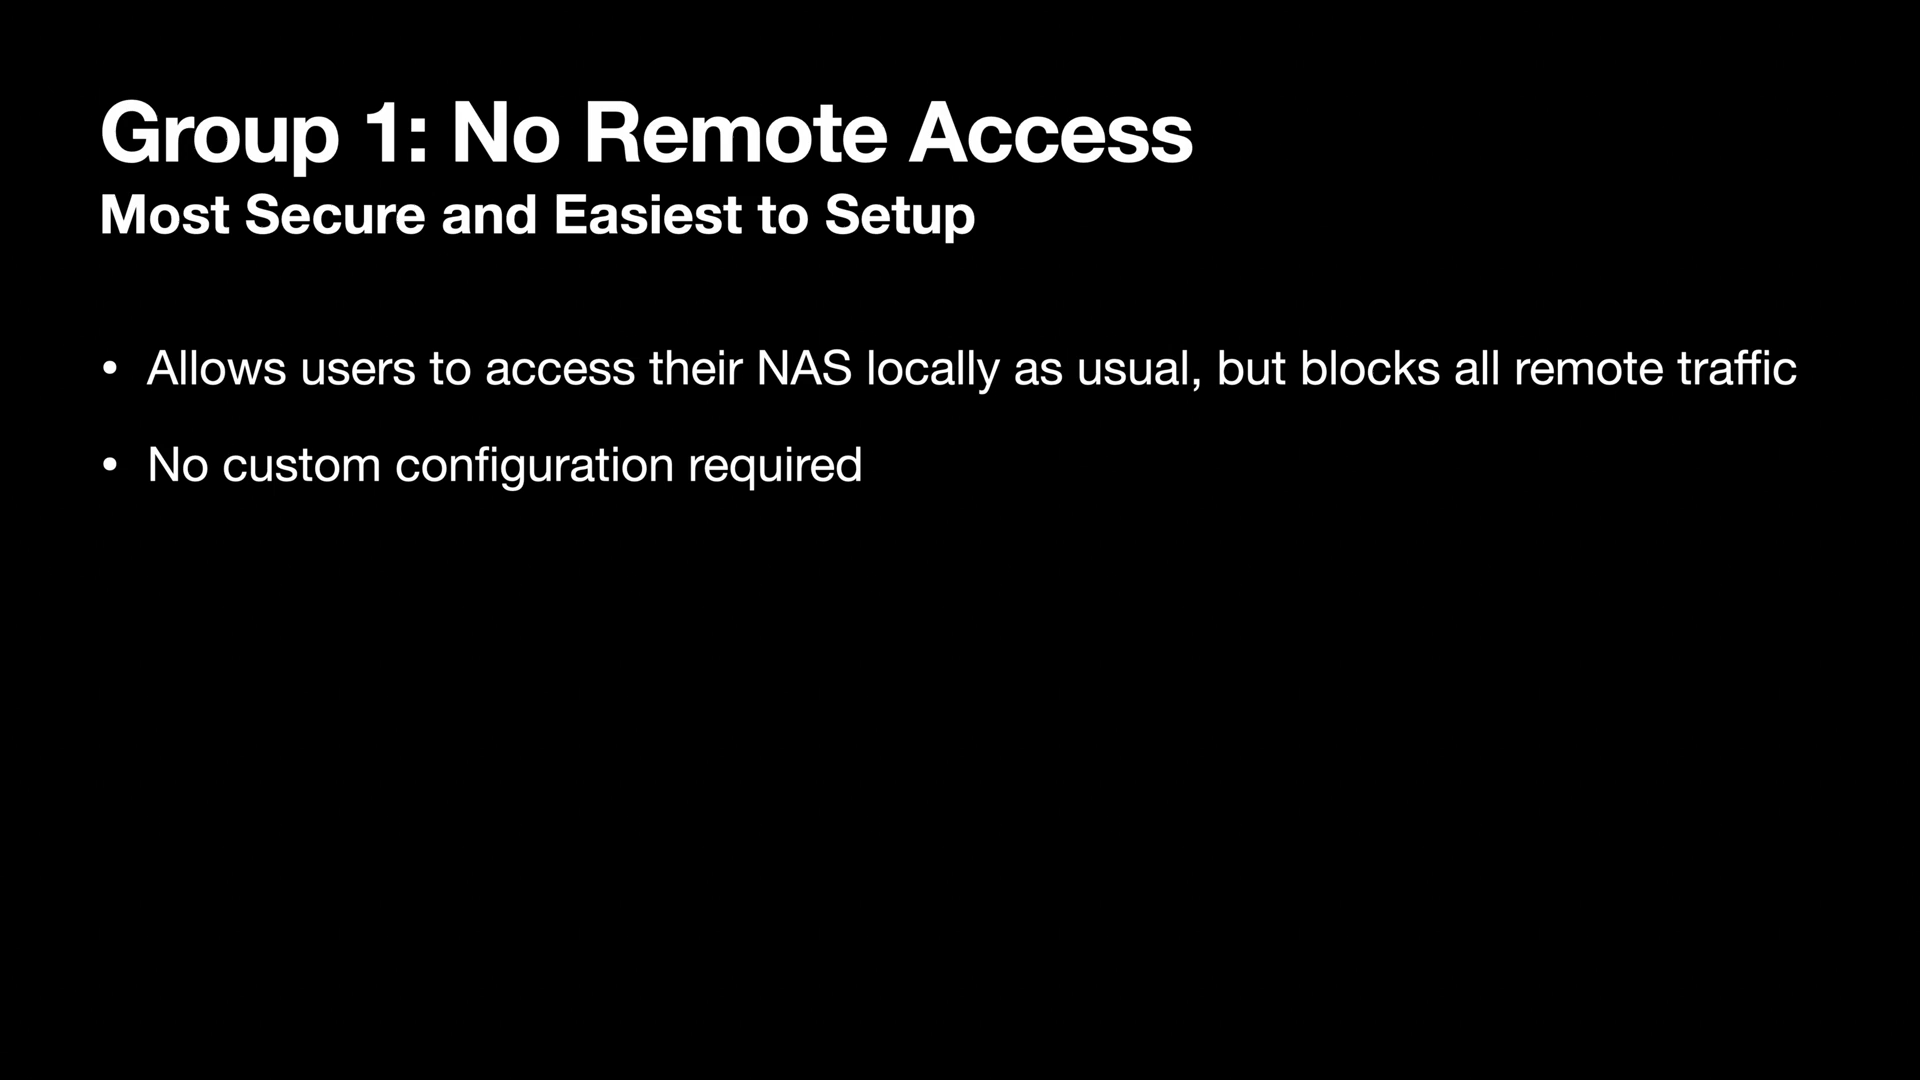 Group 1: No Remote Access
Most Secure and Easiest to Setup
• Allows users to access their NAS locally as usual, but blocks all remote traffic
• No custom configuration required